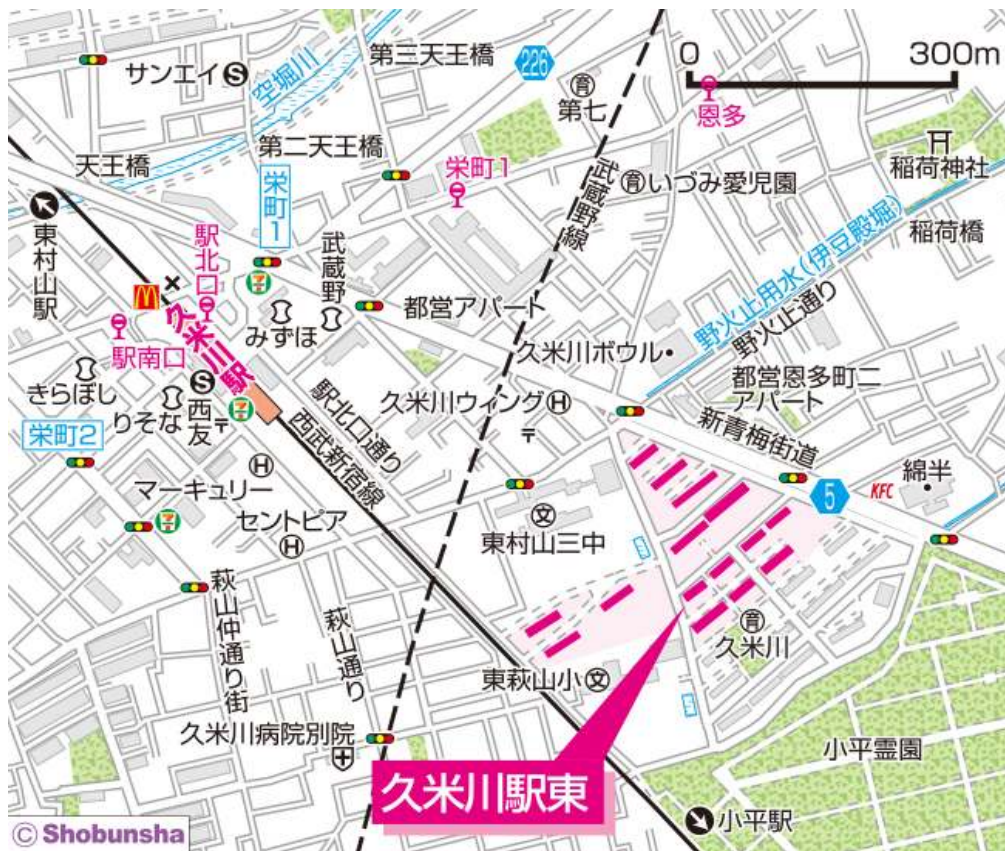 サンエイ
S
空堀川
第三天王橋
226
育
第七
0
300m
恩多
天王橋
第二天王橋
栄町1
栄町1
武蔵野線
育いづみ愛児園
稲荷神社
稲荷橋
東村山駅
駅北口
武蔵野
7
みずほ
都営アパート
野火止用水(伊豆殿堀)
野火止通り
M
駅南口
久米川駅
久米川ボウル
きらぼし
りそな
S
西友
〒
7
駅北口通り
西武新宿線
久米川ウィングH
〒
都営恩多町二
アパート
新青梅街道
栄町2
H
マーキュリー
7
セントピア
H
文
東村山三中
5
KFC
綿半
萩山仲通り街
萩山通り
育
久米川
東萩山小文
久米川病院別院
久米川駅東
小平霊園
小平駅
© Shobunsha